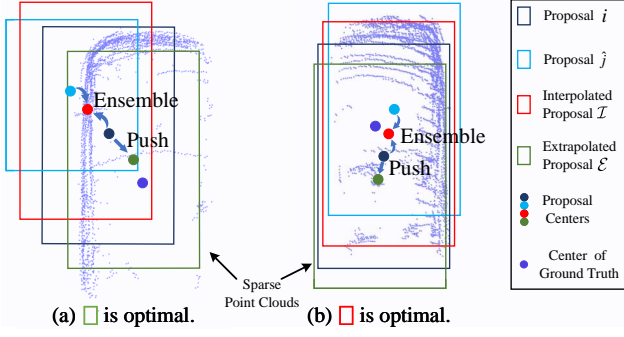 Ensemble
Push
Ensemble
Push
Sparse
Point Clouds
(a) is optimal.
(b) is optimal.
Proposal i
Proposal ĵ
Interpolated
Proposal ℐ
Extrapolated
Proposal ℰ
Proposal
Centers
Center of
Ground Truth